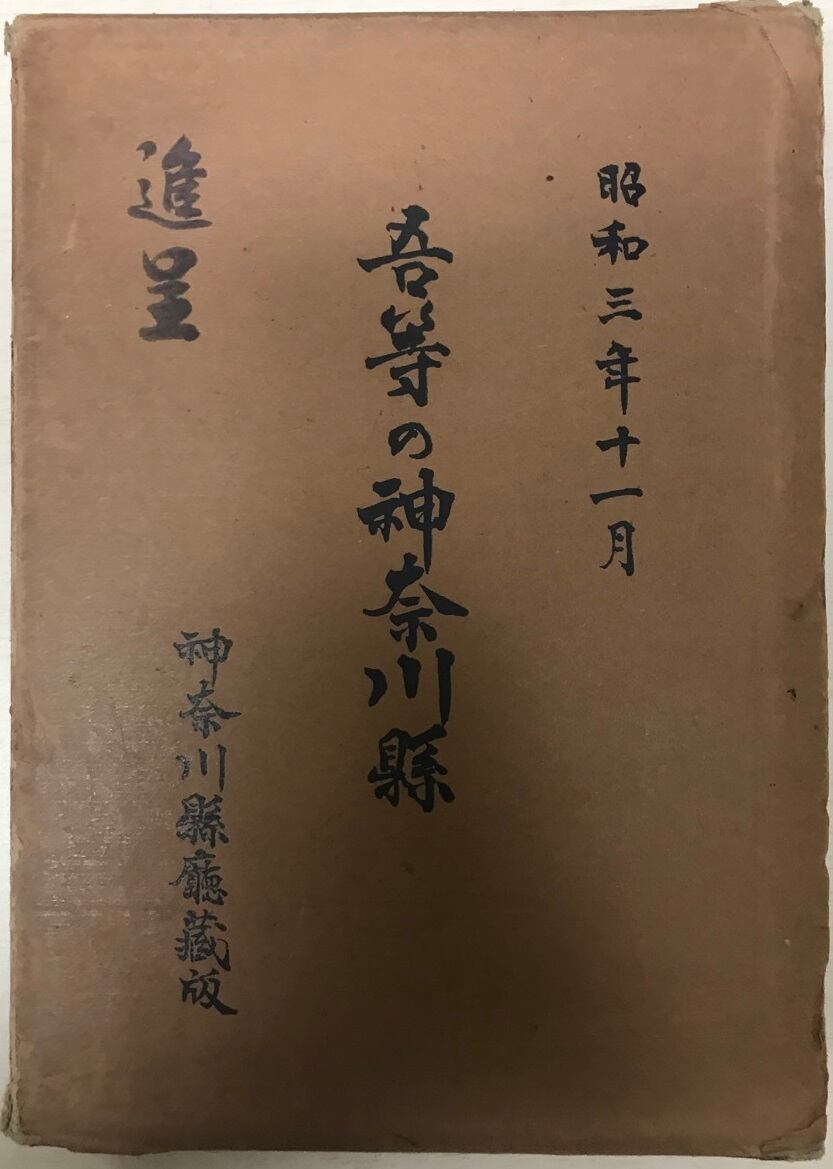 昭和三年十一月
吾等の神奈川縣
進呈
神奈川縣廳藏版